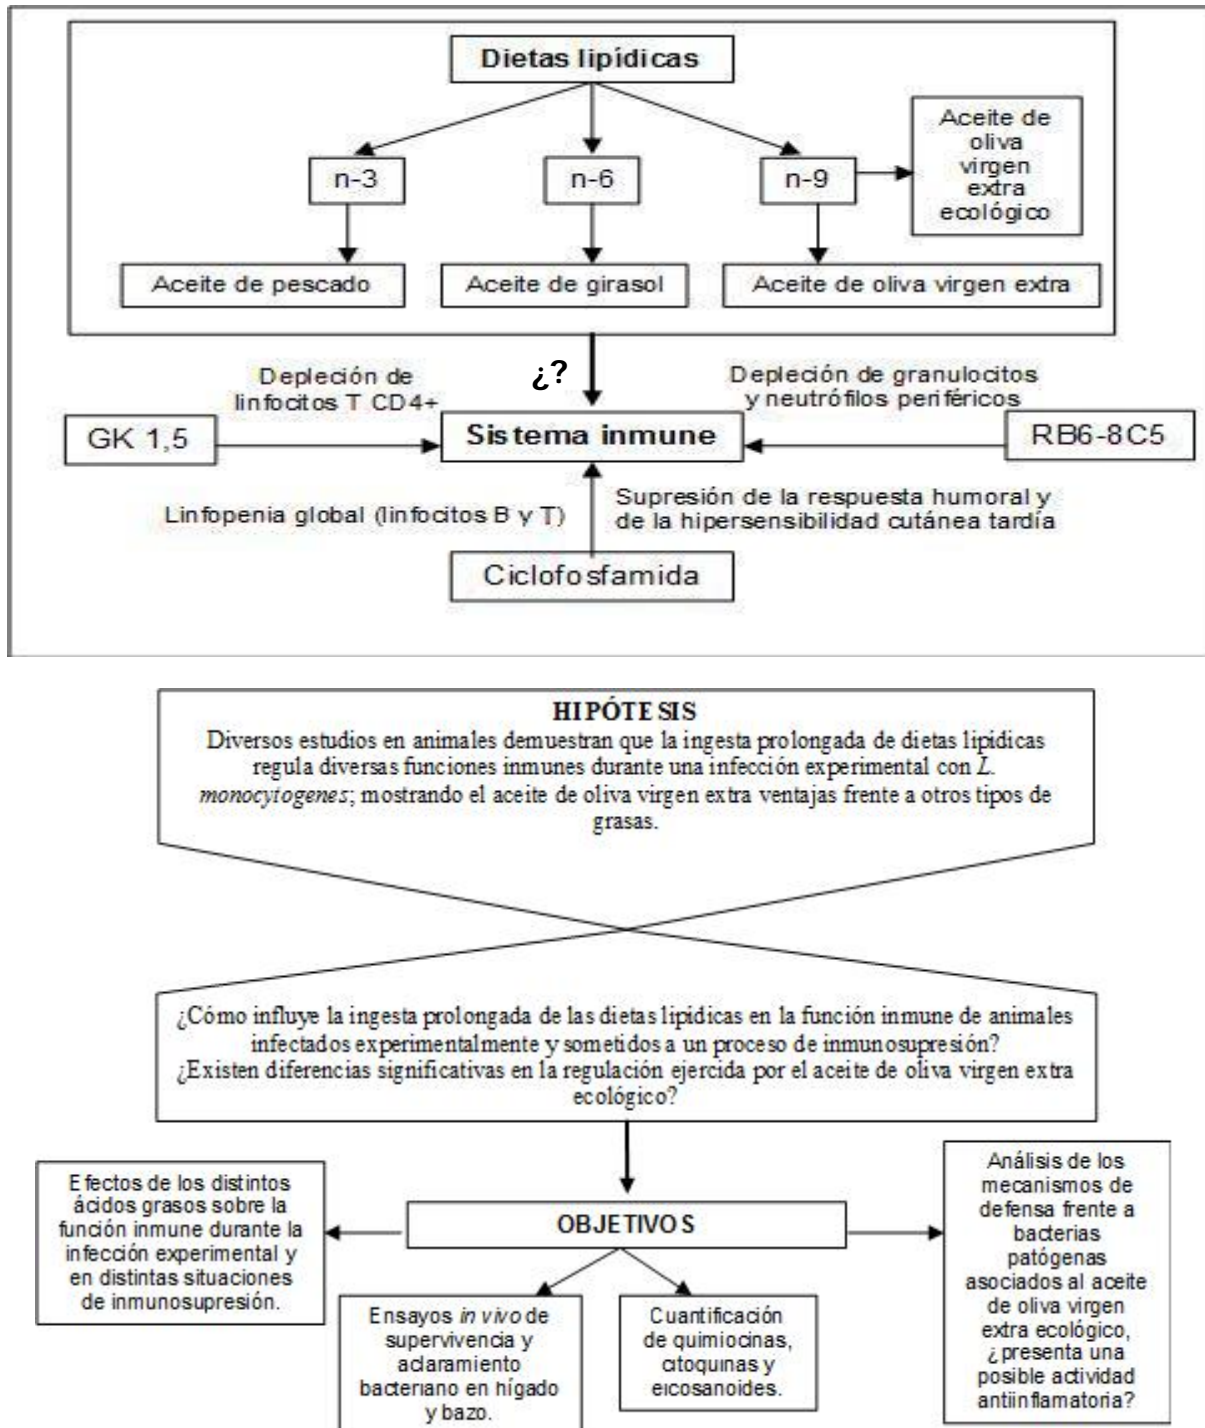 Dietas lipídicas
Aceite de
oliva
virgen
extra
ecológico
n-3
n-6
n-9
Aceite de pescado
Aceite de girasol
Aceite de oliva virgen extra
¿?
Depleción de
linfocitos T CD4+
Depleción de granulocitos
y neutrófilos periféricos
GK 1,5
Sistema inmune
RB6-8C5
Linfopenia global (linfocitos B y T)
Supresión de la respuesta humoral y
de la hipersensibilidad cutánea tardía
Ciclofosfamida
HIPÓTESIS
Diversos estudios en animales demuestran que la ingesta prolongada de dietas lipídicas
regula diversas funciones inmunes durante una infección experimental con L.
monocytogenes; mostrando el aceite de oliva virgen extra ventajas frente a otros tipos de
grasas.
¿Cómo influye la ingesta prolongada de las dietas lipídicas en la función inmune de animales
infectados experimentalmente y sometidos a un proceso de inmunosupresión?
¿Existen diferencias significativas en la regulación ejercida por el aceite de oliva virgen extra
ecológico?
Efectos de los distintos
ácidos grasos sobre la
función inmune durante la
infección experimental y
en distintas situaciones
de inmunosupresión.
OBJETIVOS
Ensayos in vivo de
supervivencia y
aclaramiento
bacteriano en hígado
y bazo.
Cuantificación
de quimiocinas,
citoquinas y
eicosanoides.
Análisis de los
mecanismos de
defensa frente a
bacterias
patógenas
asociados al aceite
de oliva virgen
extra ecológico,
¿presenta una
posible actividad
antiinflamatoria?